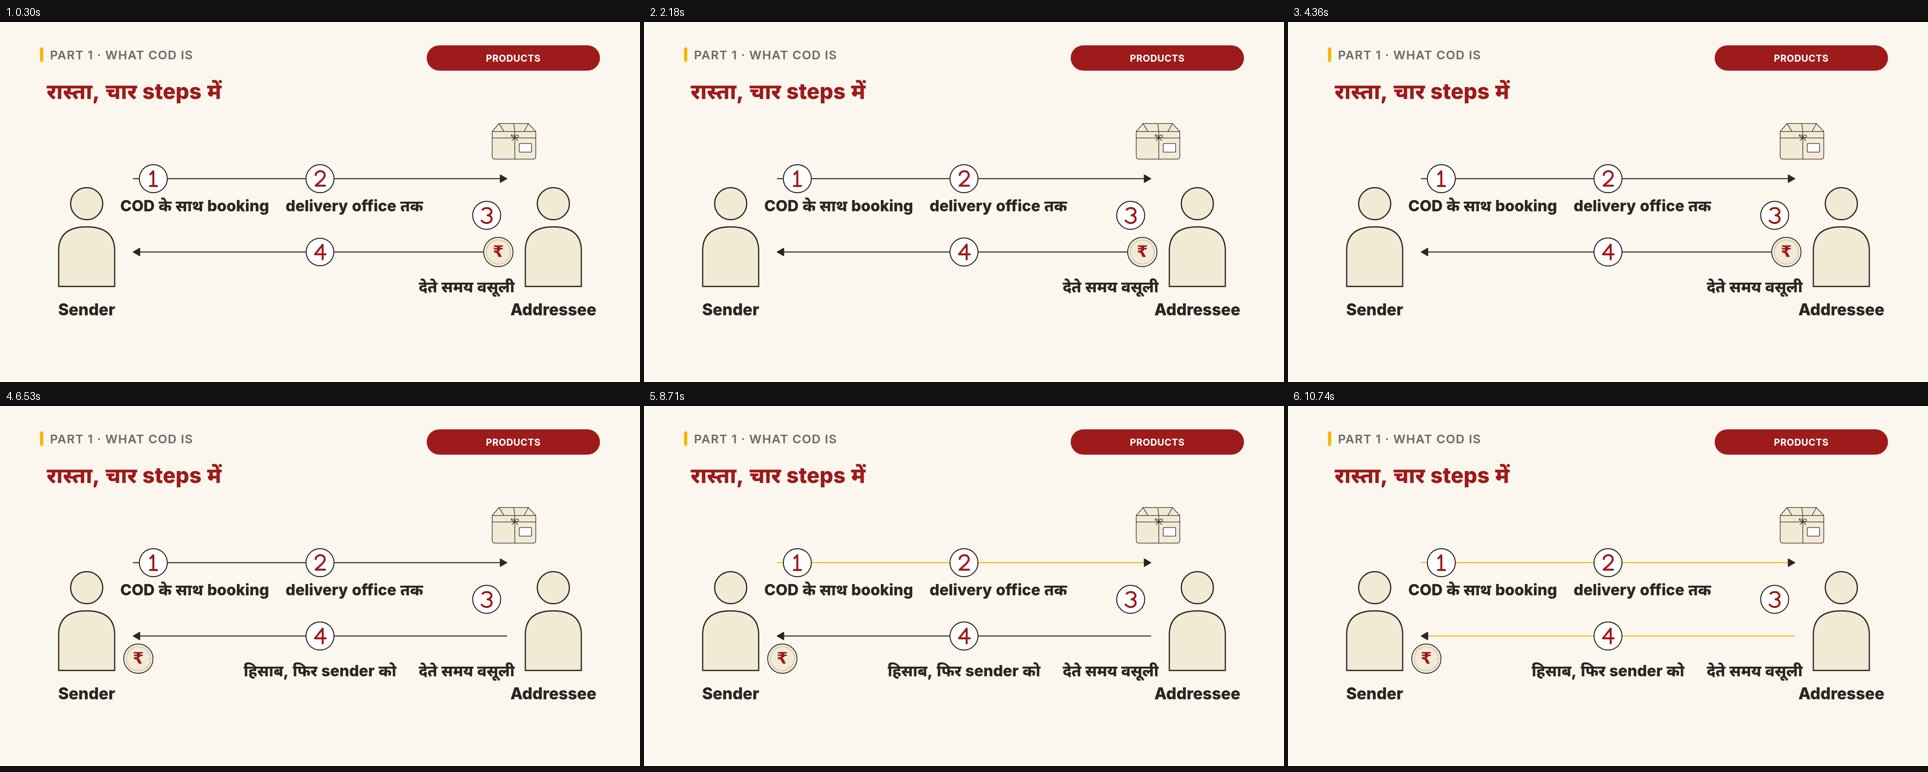 1. 0.30s
PART 1 · WHAT COD IS
PRODUCTS
रास्ता, चार steps में
1
2
COD के साथ booking
delivery office तक
3
4
₹
देते समय वसूली
Sender
Addressee
2. 2.18s
PART 1 · WHAT COD IS
PRODUCTS
रास्ता, चार steps में
1
2
COD के साथ booking
delivery office तक
3
4
₹
देते समय वसूली
Sender
Addressee
3. 4.36s
PART 1 · WHAT COD IS
PRODUCTS
रास्ता, चार steps में
1
2
COD के साथ booking
delivery office तक
3
4
₹
देते समय वसूली
Sender
Addressee
4. 6.53s
PART 1 · WHAT COD IS
PRODUCTS
रास्ता, चार steps में
1
2
COD के साथ booking
delivery office तक
3
4
₹
हिसाब, फिर sender को
देते समय वसूली
Sender
Addressee
5. 8.71s
PART 1 · WHAT COD IS
PRODUCTS
रास्ता, चार steps में
1
2
COD के साथ booking
delivery office तक
3
4
₹
हिसाब, फिर sender को
देते समय वसूली
Sender
Addressee
6. 10.74s
PART 1 · WHAT COD IS
PRODUCTS
रास्ता, चार steps में
1
2
COD के साथ booking
delivery office तक
3
4
₹
हिसाब, फिर sender को
देते समय वसूली
Sender
Addressee